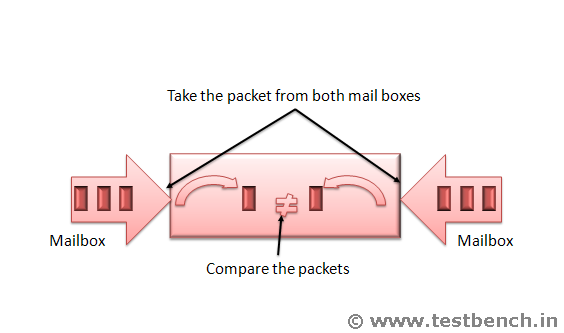 Take the packet from both mail boxes
≠
Mailbox
Mailbox
Compare the packets
© www.testbench.in